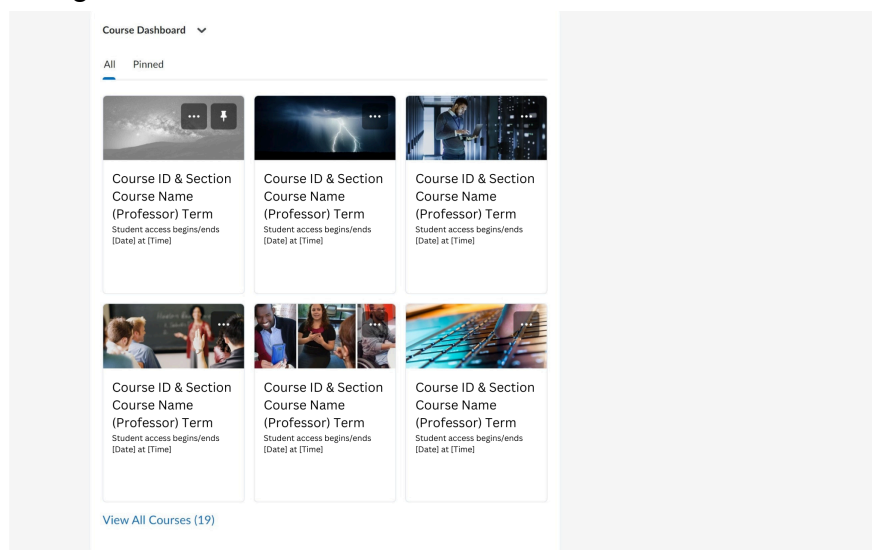 Course Dashboard
All Pinned
Course ID & Section
Course Name
(Professor) Term
Student access begins/ends
[Date] at [Time]
Course ID & Section
Course Name
(Professor) Term
Student access begins/ends
[Date] at [Time]
Course ID & Section
Course Name
(Professor) Term
Student access begins/ends
[Date] at [Time]
Course ID & Section
Course Name
(Professor) Term
Student access begins/ends
[Date] at [Time]
Course ID & Section
Course Name
(Professor) Term
Student access begins/ends
[Date] at [Time]
Course ID & Section
Course Name
(Professor) Term
Student access begins/ends
[Date] at [Time]
View All Courses (19)